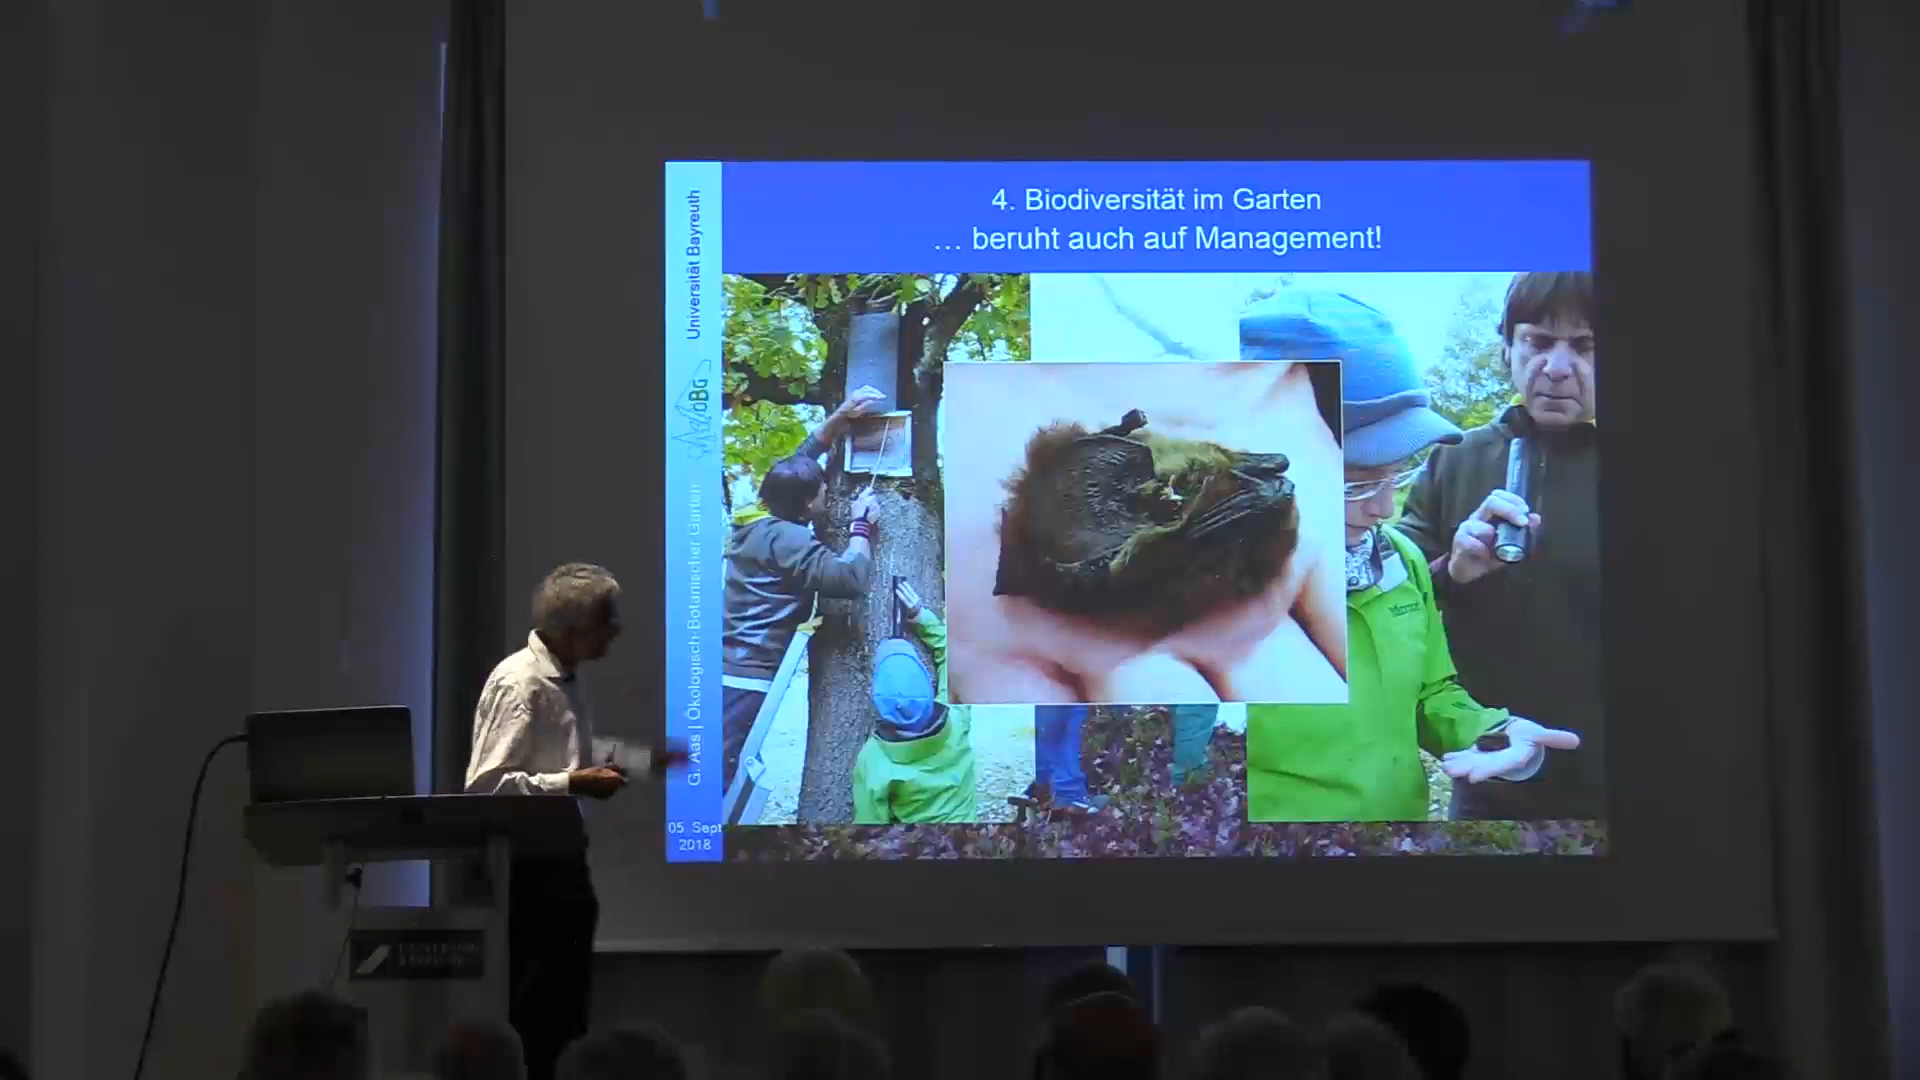 4. Biodiversität im Garten
… beruht auch auf Management!
G. Aas | Ökologisch-Botanischer Garten
ÖBG
Universität Bayreuth
05. Sept
2018